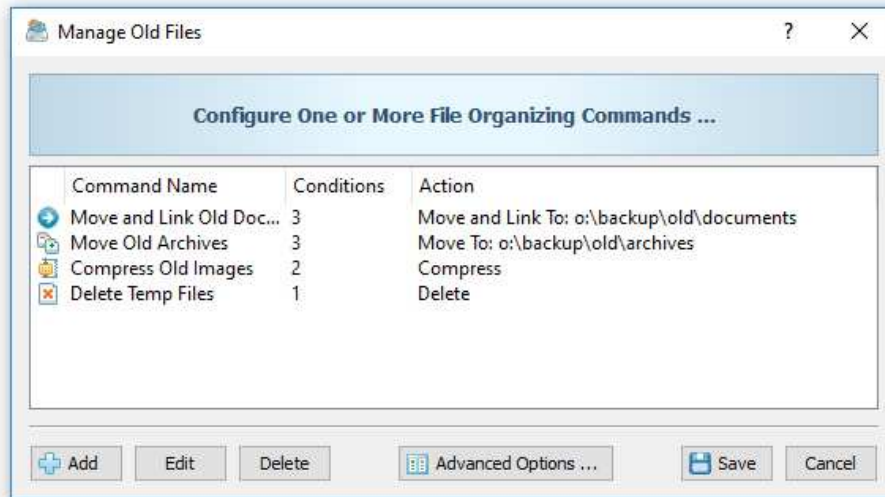 Manage Old Files ?
Configure One or More File Organizing Commands ...
Command Name Conditions Action
Move and Link Old Doc... 3 Move and Link To: o:\backup\old\documents
Move Old Archives 3 Move To: o:\backup\old\archives
Compress Old Images 2 Compress
Delete Temp Files 1 Delete
Add Edit Delete Advanced Options ... Save Cancel